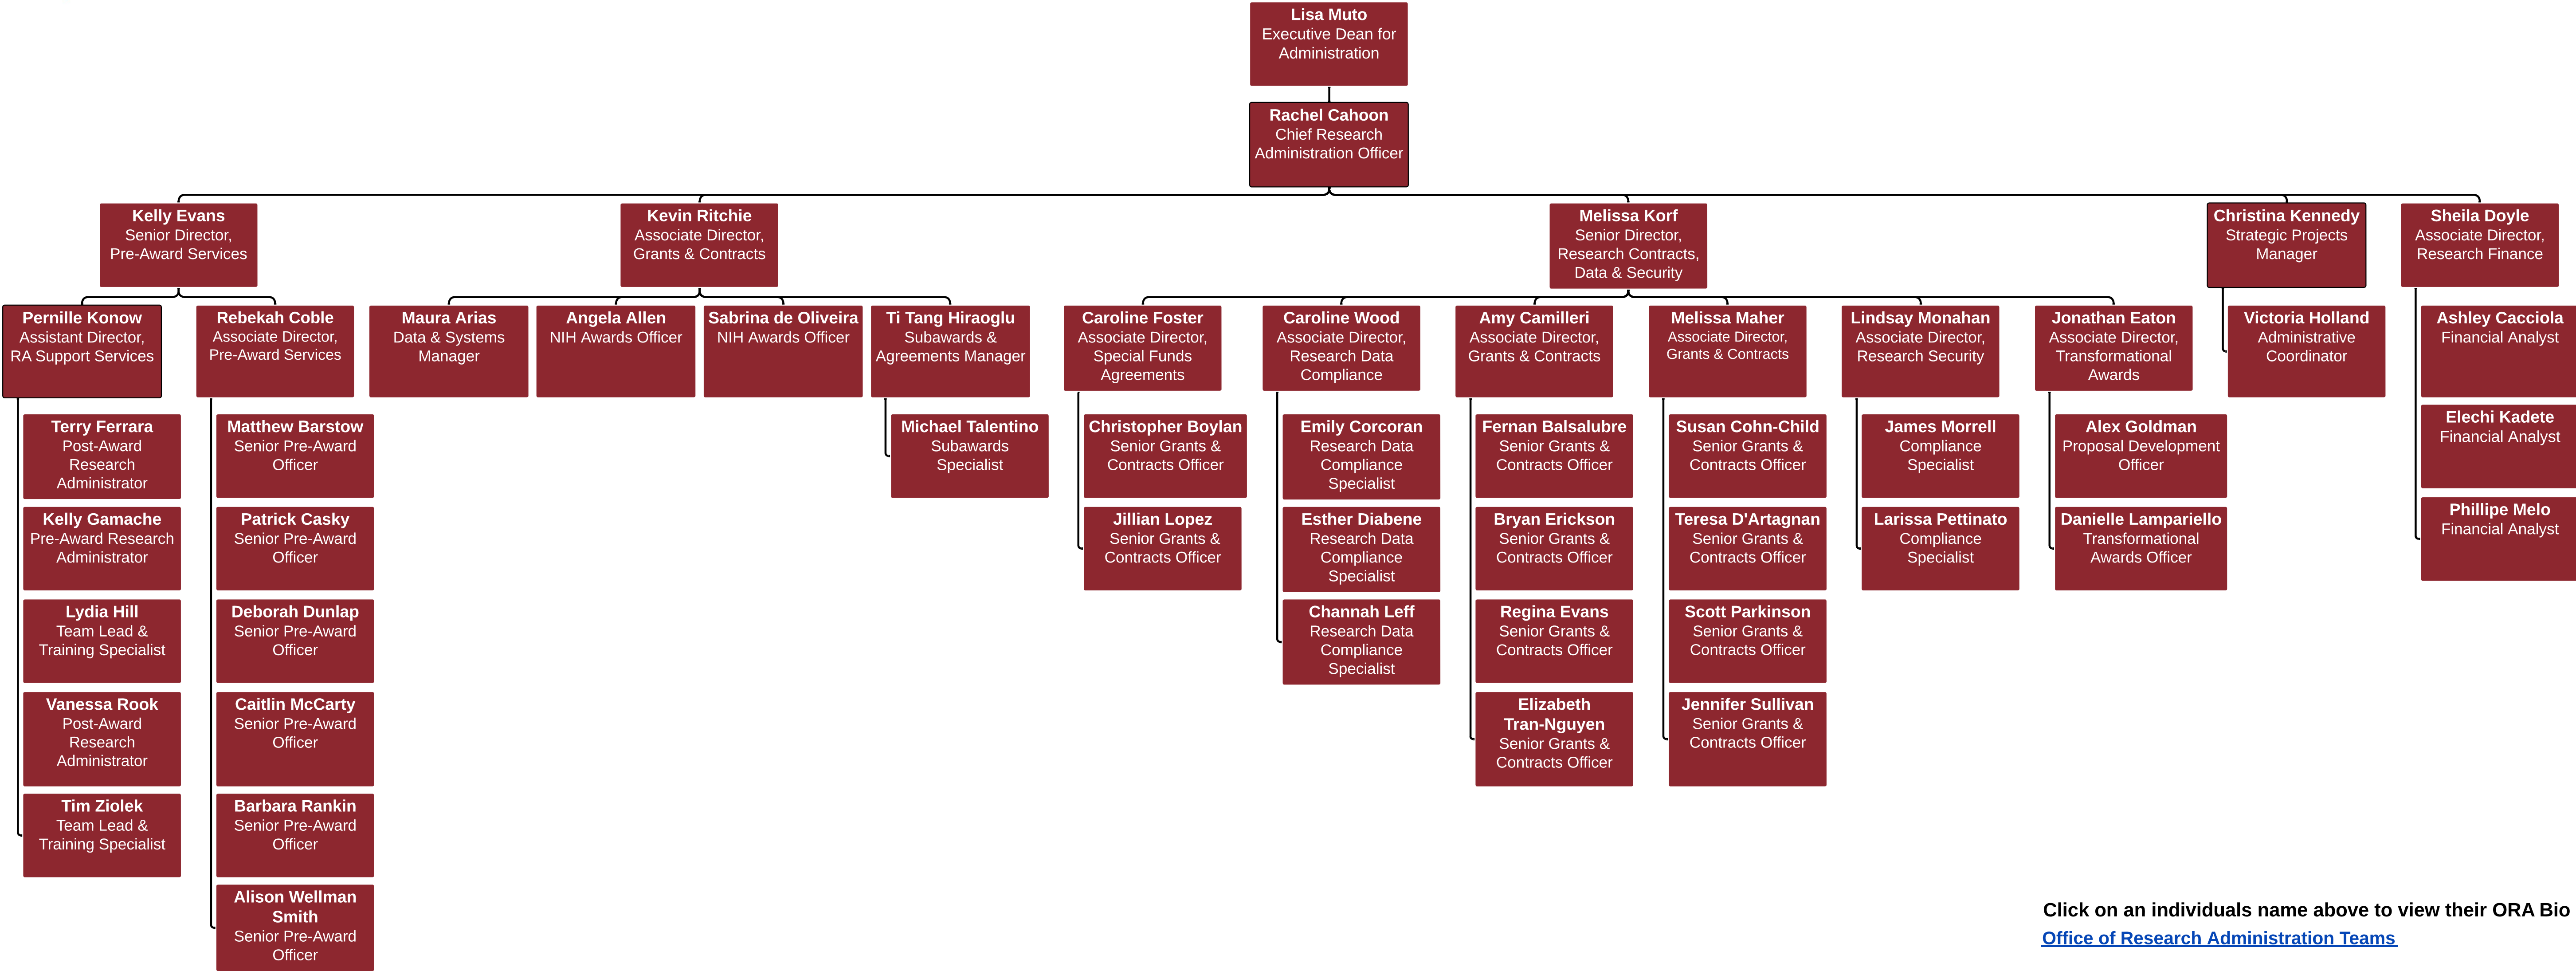 Lisa Muto
Executive Dean for
Administration
Rachel Cahoon
Chief Research
Administration Officer
Kelly Evans
Senior Director,
Pre-Award Services
Kevin Ritchie
Associate Director,
Grants & Contracts
Melissa Korf
Senior Director,
Research Contracts,
Data & Security
Christina Kennedy
Strategic Projects
Manager
Sheila Doyle
Associate Director,
Research Finance
Pernille Konow
Assistant Director,
RA Support Services
Rebekah Coble
Associate Director,
Pre-Award Services
Maura Arias
Data & Systems
Manager
Angela Allen
NIH Awards Officer
Sabrina de Oliveira
NIH Awards Officer
Ti Tang Hiraoglu
Subawards &
Agreements Manager
Caroline Foster
Associate Director,
Special Funds
Agreements
Caroline Wood
Associate Director,
Research Data
Compliance
Amy Camilleri
Associate Director,
Grants & Contracts
Melissa Maher
Associate Director,
Grants & Contracts
Lindsay Monahan
Associate Director,
Research Security
Jonathan Eaton
Associate Director,
Transformational
Awards
Victoria Holland
Administrative
Coordinator
Ashley Cacciola
Financial Analyst
Elechi Kadete
Financial Analyst
Phillipe Melo
Financial Analyst
Terry Ferrara
Post-Award
Research
Administrator
Kelly Gamache
Pre-Award Research
Administrator
Lydia Hill
Team Lead &
Training Specialist
Vanessa Rook
Post-Award
Research
Administrator
Tim Ziolek
Team Lead &
Training Specialist
Matthew Barstow
Senior Pre-Award
Officer
Patrick Casky
Senior Pre-Award
Officer
Deborah Dunlap
Senior Pre-Award
Officer
Caitlin McCarty
Senior Pre-Award
Officer
Barbara Rankin
Senior Pre-Award
Officer
Alison Wellman
Smith
Senior Pre-Award
Officer
Michael Talentino
Subawards
Specialist
Christopher Boylan
Senior Grants &
Contracts Officer
Jillian Lopez
Senior Grants &
Contracts Officer
Emily Corcoran
Research Data
Compliance
Specialist
Esther Diabene
Research Data
Compliance
Specialist
Channah Leff
Research Data
Compliance
Specialist
Fernan Balsalubre
Senior Grants &
Contracts Officer
Bryan Erickson
Senior Grants &
Contracts Officer
Regina Evans
Senior Grants &
Contracts Officer
Elizabeth
Tran-Nguyen
Senior Grants &
Contracts Officer
Susan Cohn-Child
Senior Grants &
Contracts Officer
Teresa D'Artagnan
Senior Grants &
Contracts Officer
Scott Parkinson
Senior Grants &
Contracts Officer
Jennifer Sullivan
Senior Grants &
Contracts Officer
James Morrell
Compliance
Specialist
Larissa Pettinato
Compliance
Specialist
Alex Goldman
Proposal Development
Officer
Danielle Lampariello
Transformational
Awards Officer
Click on an individuals name above to view their ORA Bio
Office of Research Administration Teams